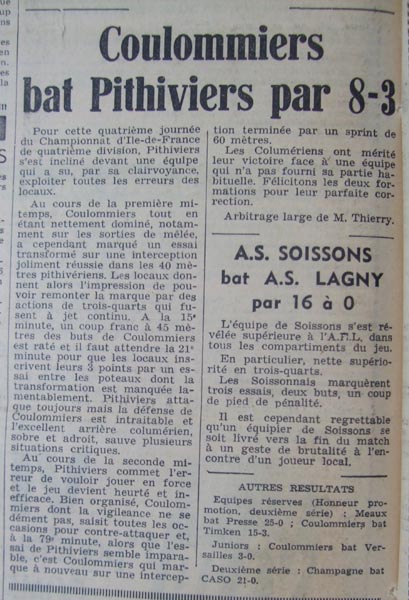 Coulommiers
bat Pithiviers par 8-3
Pour cette quatrième journée
du Championnat d'Ile-de-France
de quatrième division, Pithiviers
s'est incliné devant une équipe
qui a su, par sa clairvoyance,
exploiter toutes les erreurs des
locaux.
Au cours de la première mi-
temps, Coulommiers tout en
étant nettement dominé, notam-
ment sur les sorties de mêlée,
a cependant marqué un essai
transformé sur une interception
joliment réussie dans les 40 mètres
pithivériens. Les locaux don-
nent alors l'impression de pou-
voir remonter la marque par des
actions de trois-quarts qui fu-
sent à jet continu. A la 15e
minute, un coup franc à 45 mè-
tres des buts de Coulommiers
est raté et il faut attendre la 21e
minute pour que les locaux ins-
crivent leurs 3 points par un es-
sai entre les poteaux dont la
transformation est manquée la-
mentablement. Pithiviers atta-
que toujours mais la défense de
Coulommiers est intraitable et
l'excellent arrière columérien,
sobre et adroit, sauve plusieurs
situations critiques.
Au cours de la seconde mi-
temps, Pithiviers commet l'er-
reur de vouloir jouer en force
et le jeu devient heurté et inef-
ficace. Bien organisé, Coulom-
miers dont la vigileance ne se
dément pas, saisit toutes les oc-
casions pour contre-attaquer et,
à la 79e minute, alors que l'es-
sai de Pithiviers semble impara-
ble, c'est Coulommiers qui mar-
que à nouveau sur une intercep-
tion terminée par un sprint de
60 mètres.
Les Columériens ont mérité
leur victoire face à une équipe
qui n'a pas fourni sa partie ha-
bituelle. Félicitons les deux for-
mations pour leur parfaite cor-
rection.
Arbitrage large de M. Thierry.
A.S. SOISSONS
bat A.S. LAGNY
par 16 à 0
L'équipe de Soissons s'est ré-
vélée supérieure à l'A.S.L. dans
tous les compartiments du jeu.
En particulier, nette supério-
rité en trois-quarts.
Les Soissonnais marquèrent
trois essais, deux buts, un coup
de pied de pénalité.
Il est cependant regrettable
qu'un équipier de Soissons se
soit livré vers la fin du match
à un geste de brutalité à l'en-
contre d'un joueur local.
AUTRES RESULTATS
Equipes réserves (Honneur pro-
motion, deuxième série) : Meaux
bat Presse 25-0 ; Coulommiers bat
Timken 15-3.
Juniors : Coulommiers bat Ver-
sailles 3-0.
Deuxième série : Champagne bat
CASO 21-0.